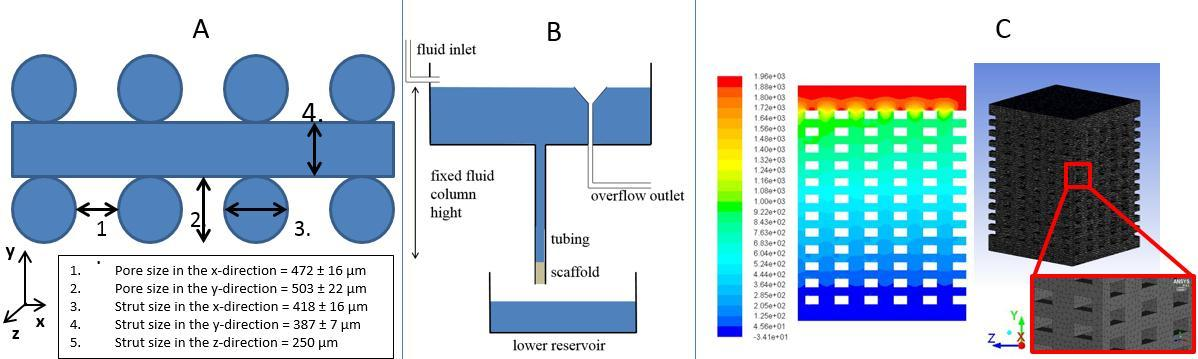 A
4.
1
2
3.
y
x
z
1. Pore size in the x-direction = 472 ± 16 µm
2. Pore size in the y-direction = 503 ± 22 µm
3. Strut size in the x-direction = 418 ± 16 µm
4. Strut size in the y-direction = 387 ± 7 µm
5. Strut size in the z-direction = 250 µm
B
fluid inlet
fixed fluid
column
hight
overflow outlet
tubing
scaffold
lower reservoir
C
1.96e+03
1.88e+03
1.80e+03
1.72e+03
1.64e+03
1.56e+03
1.48e+03
1.40e+03
1.32e+03
1.24e+03
1.16e+03
1.08e+03
1.00e+03
9.22e+02
8.43e+02
7.63e+02
6.83e+02
6.04e+02
5.24e+02
4.44e+02
3.64e+02
2.85e+02
2.05e+02
1.25e+02
4.56e+01
-3.41e+01
ANSYS
Y
Z
X